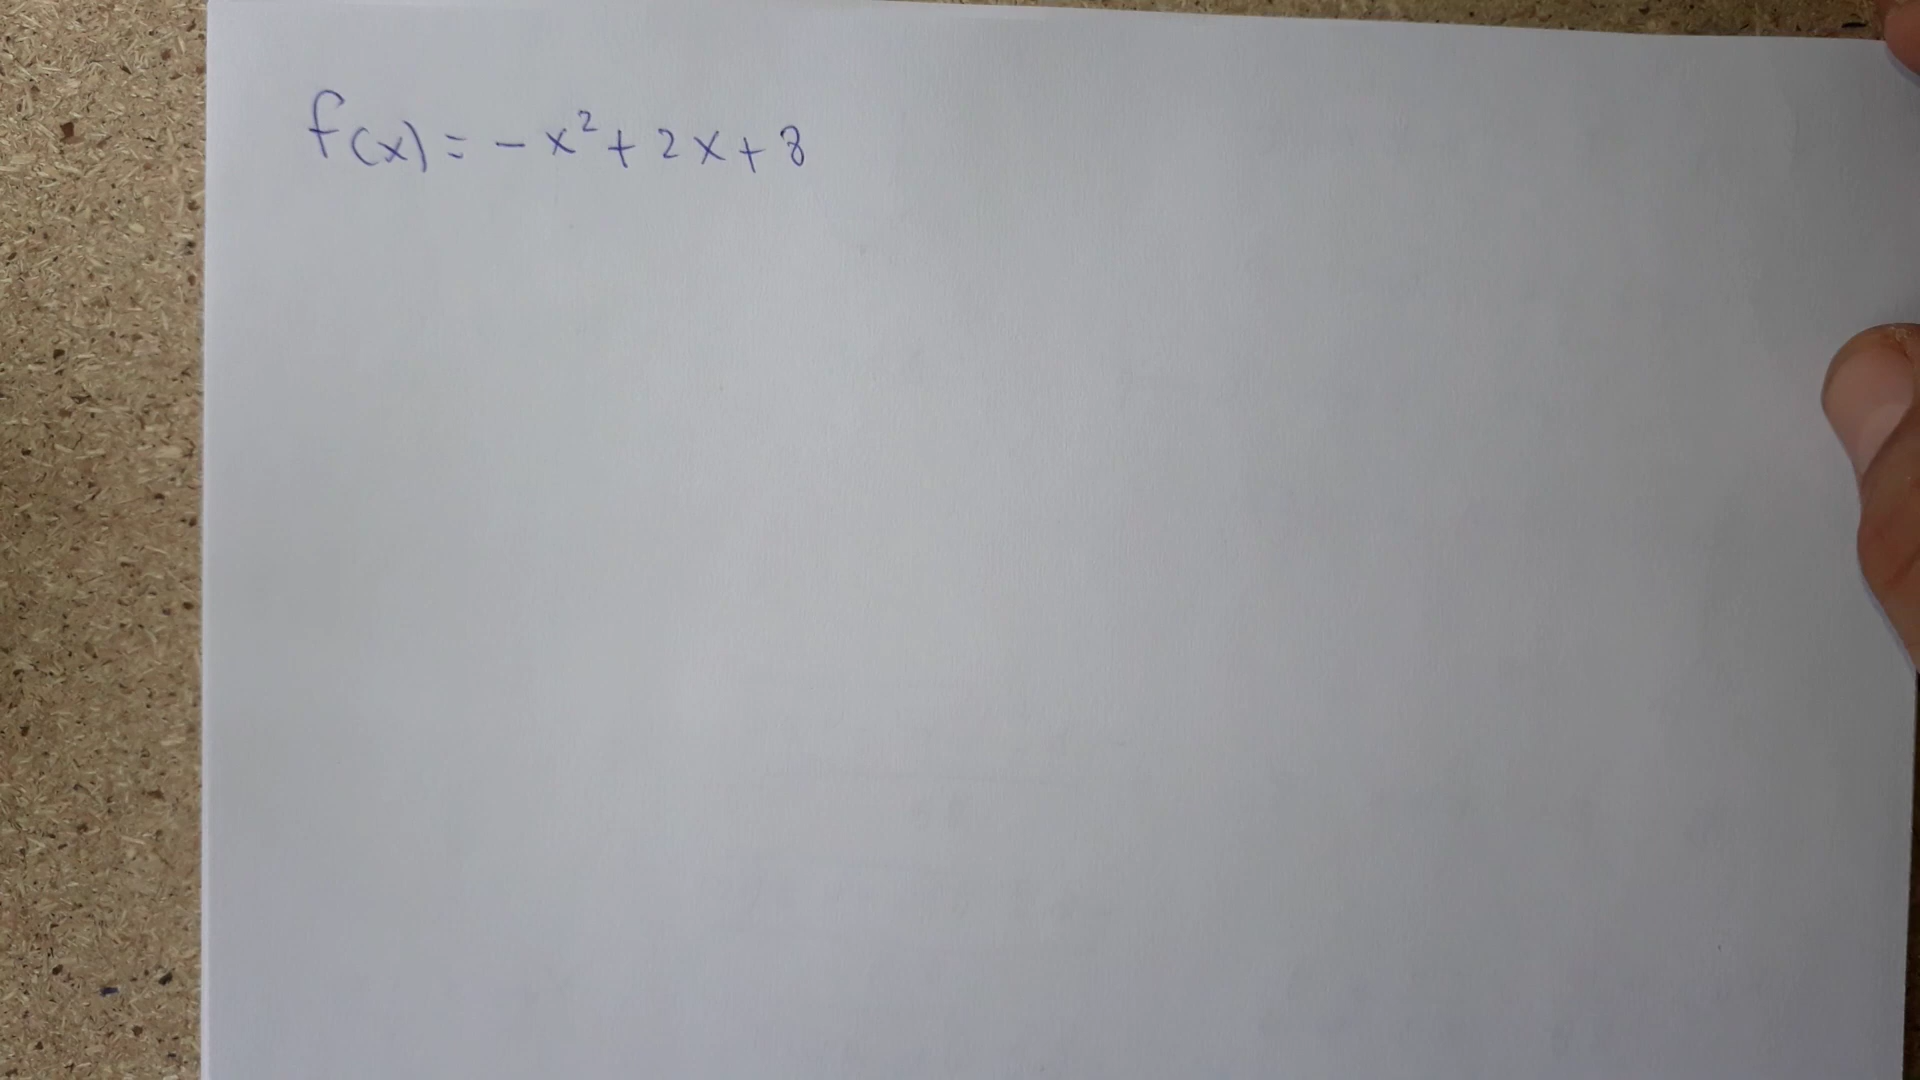 f(x) = - x² + 2x + 8